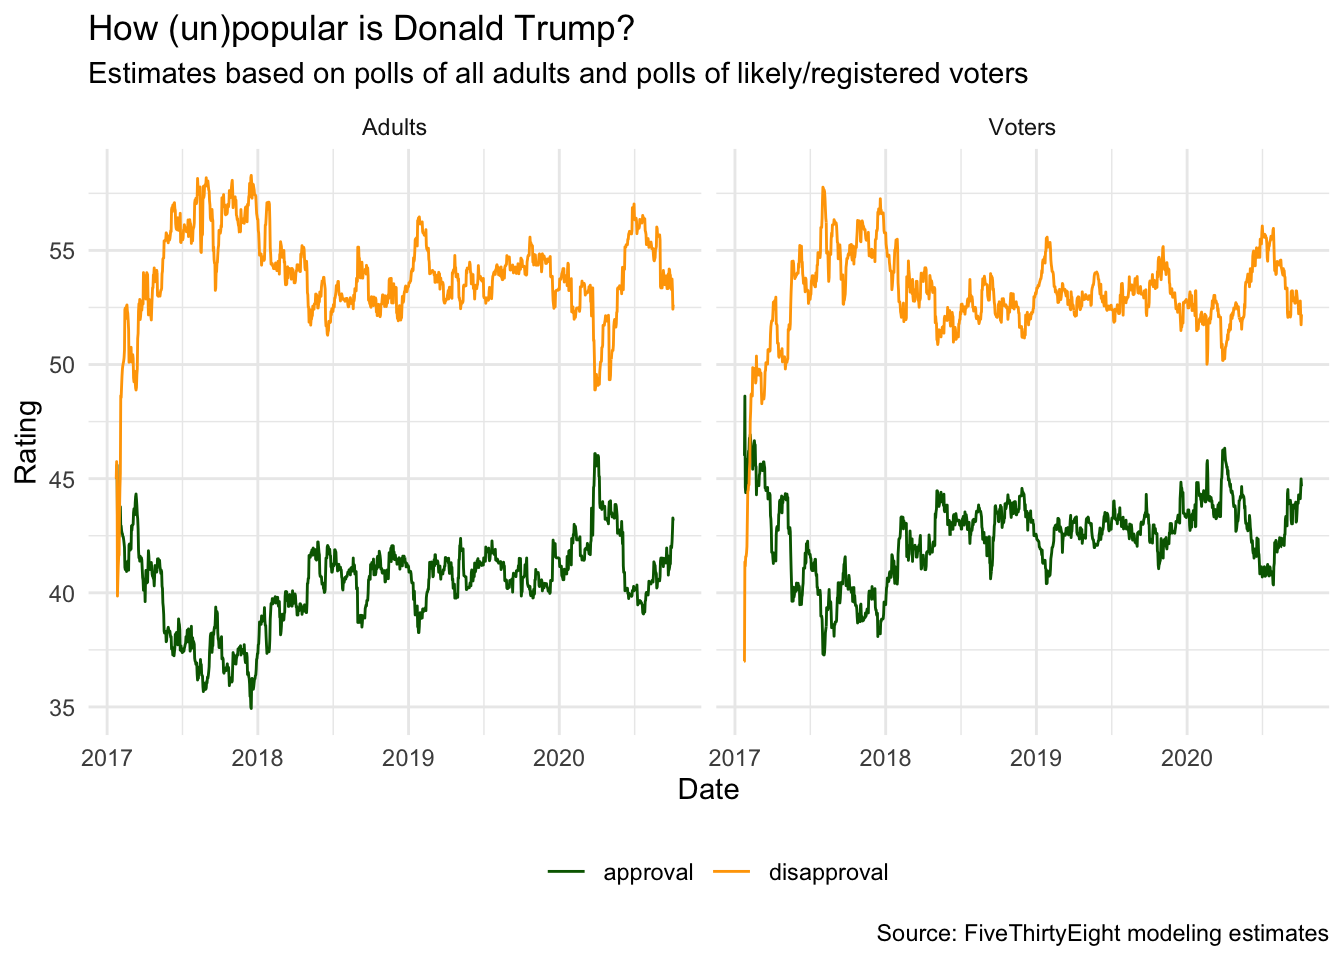 How (un)popular is Donald Trump?
Estimates based on polls of all adults and polls of likely/registered voters
Adults
Voters
55
50
45
40
35
Rating
2017 2018 2019 2020
2017 2018 2019 2020
Date
approval disapproval
Source: FiveThirtyEight modeling estimates